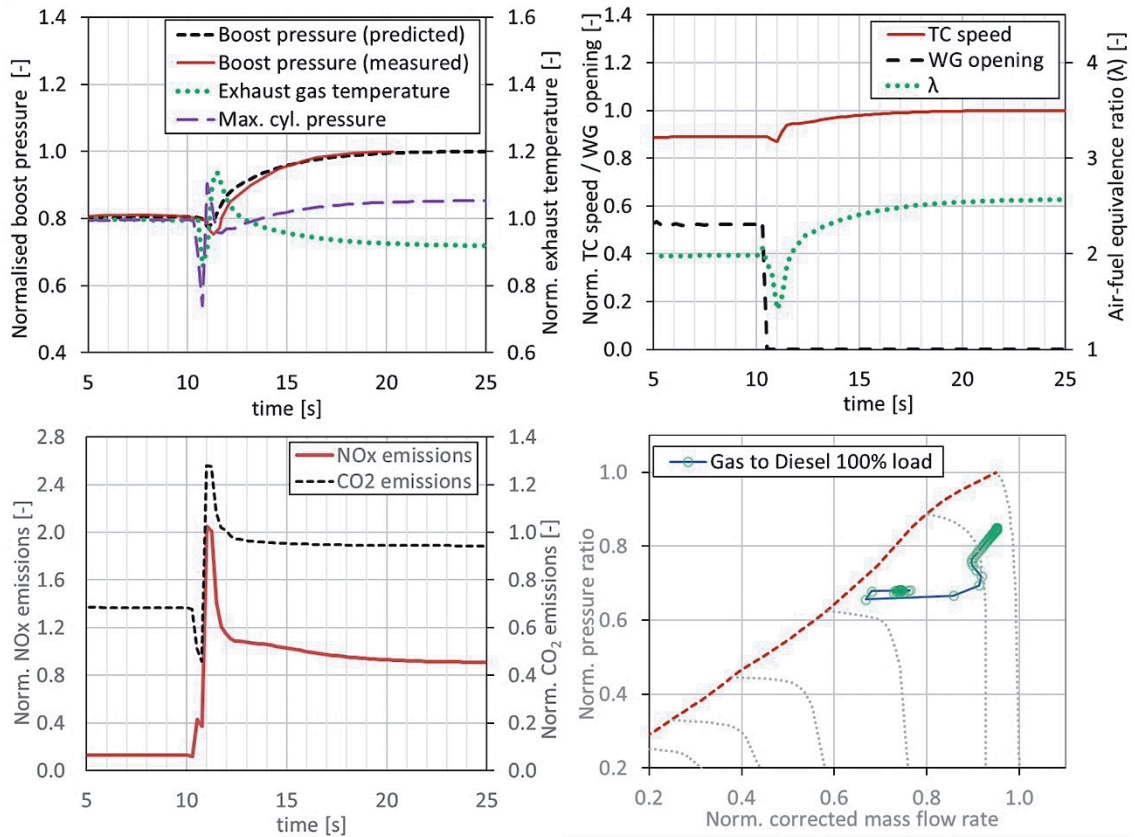 Normalised boost pressure [-]
1.4
1.2
1.0
0.8
0.6
0.4
Boost pressure (predicted)
Boost pressure (measured)
Exhaust gas temperature
Max. cyl. pressure
1.6
1.4
1.2
1.0
0.8
0.6
Norm. exhaust temperature [-]
5 10 15 20 25
time [s]
Norm. TC speed / WG opening [-]
1.4
1.2
1.0
0.8
0.6
0.4
0.2
0.0
TC speed
WG opening
λ
4
3
2
1
Air-fuel equivalence ratio (λ) [-]
5 10 15 20 25
time [s]
Norm. NOx emissions [-]
2.8
2.4
2.0
1.6
1.2
0.8
0.4
0.0
NOx emissions
CO2 emissions
1.4
1.2
1.0
0.8
0.6
0.4
0.2
0.0
Norm. CO2 emissions [-]
5 10 15 20 25
time [s]
Norm. pressure ratio
1.0
0.8
0.6
0.4
0.2
Gas to Diesel 100% load
0.2 0.4 0.6 0.8 1.0
Norm. corrected mass flow rate